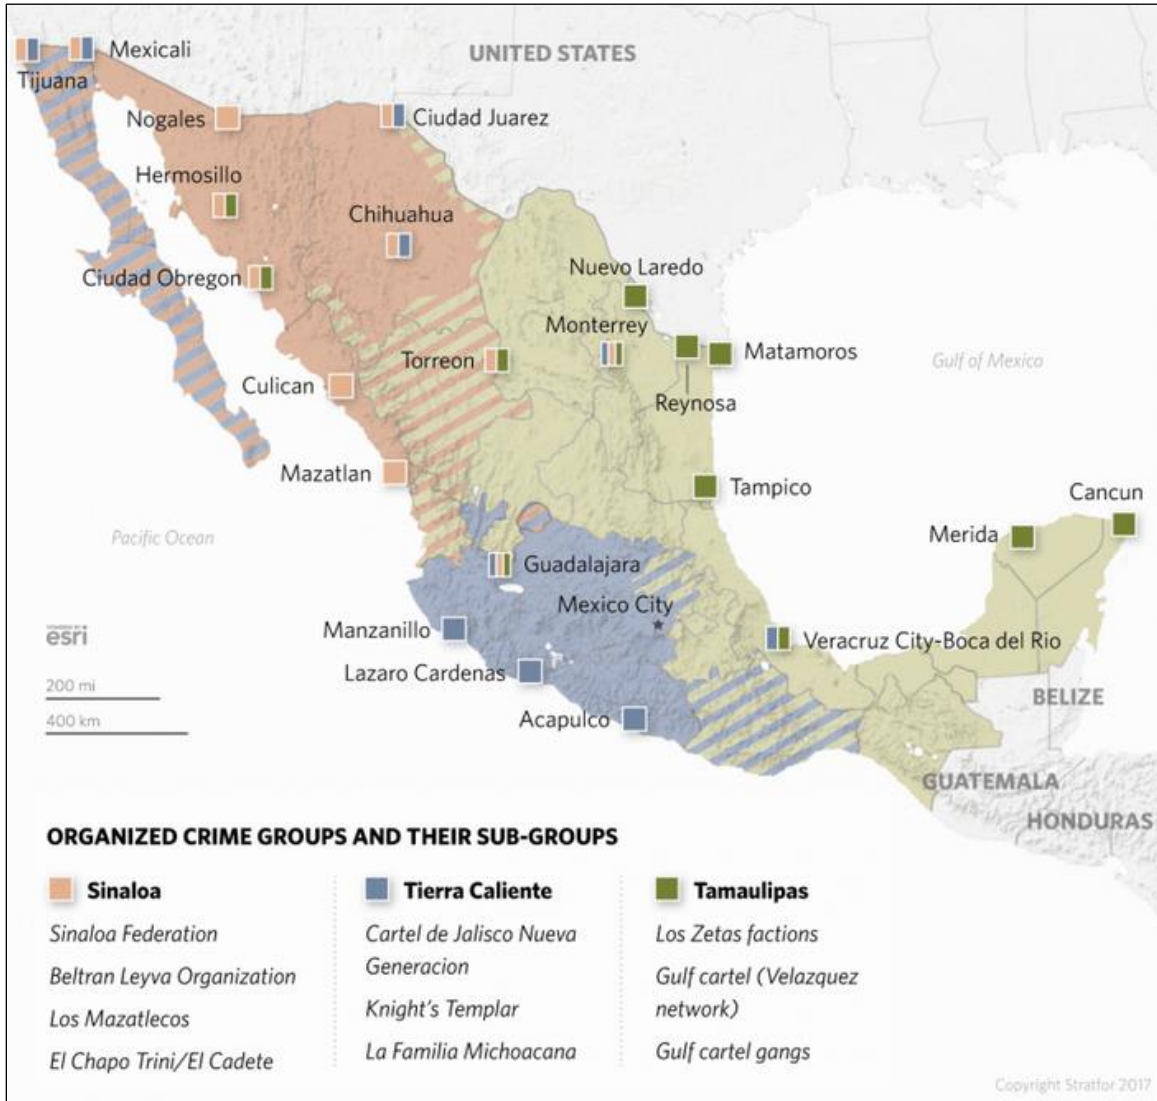 UNITED STATES
Mexicali
Tijuana
Nogales
Ciudad Juarez
Hermosillo
Chihuahua
Ciudad Obregon
Nuevo Laredo
Monterrey
Torreon
Matamoros
Gulf of Mexico
Culican
Reynosa
Mazatlan
Tampico
Cancun
Merida
Pacific Ocean
Guadalajara
Mexico City
Manzanillo
Veracruz City-Boca del Rio
POWERED BY
esri
Lazaro Cardenas
200 mi
BELIZE
400 km
Acapulco
GUATEMALA
HONDURAS
ORGANIZED CRIME GROUPS AND THEIR SUB-GROUPS
Sinaloa
Sinaloa Federation
Beltran Leyva Organization
Los Mazatlecos
El Chapo Trini/El Cadete
Tierra Caliente
Cartel de Jalisco Nueva
Generacion
Knight's Templar
La Familia Michoacana
Tamaulipas
Los Zetas factions
Gulf cartel (Velazquez
network)
Gulf cartel gangs
Copyright Stratfor 2017